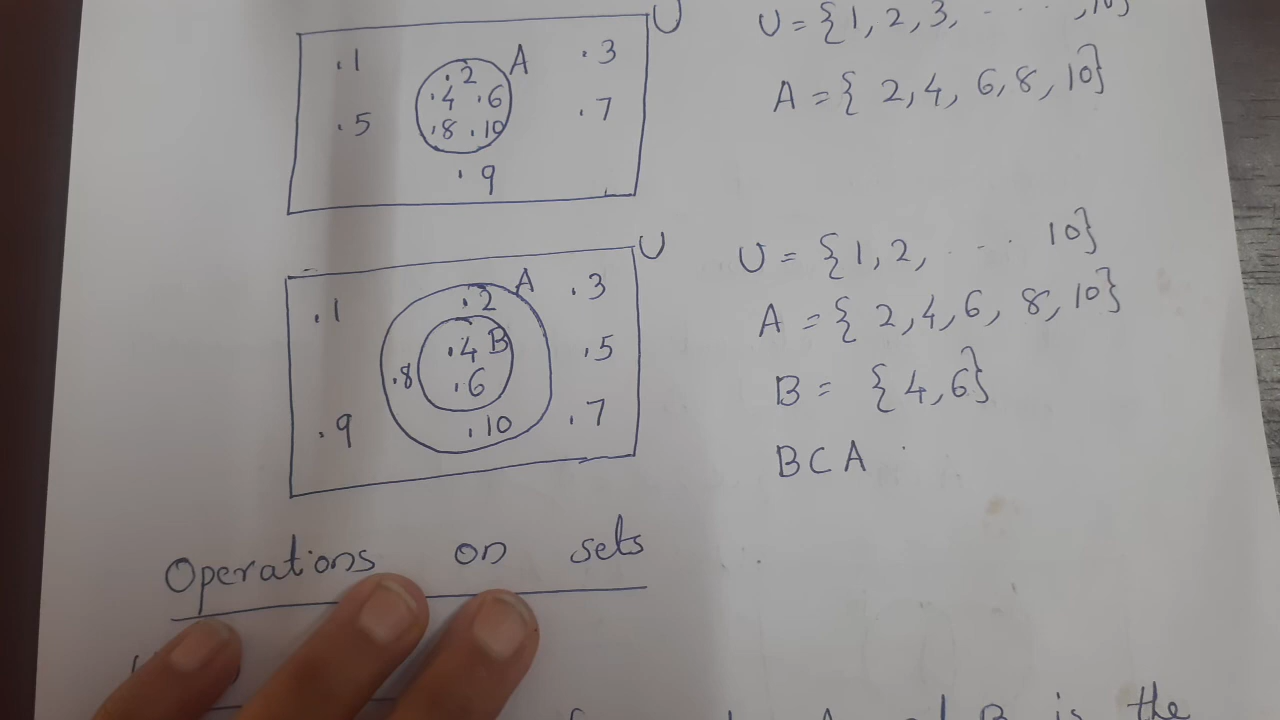 U
U = {1, 2, 3, - - - -, 10}
.1 A .3
.2
.4 .6
.8 .10
.5 .7
.9
A = { 2, 4, 6, 8, 10}
U
U = {1, 2, - - . 10}
A = { 2, 4, 6, 8, 10}
B = {4, 6}
B ⊂ A
.1 .2 A .3
.4 B .5
.8 .6
.9 .10 .7
Operations on sets
B is the